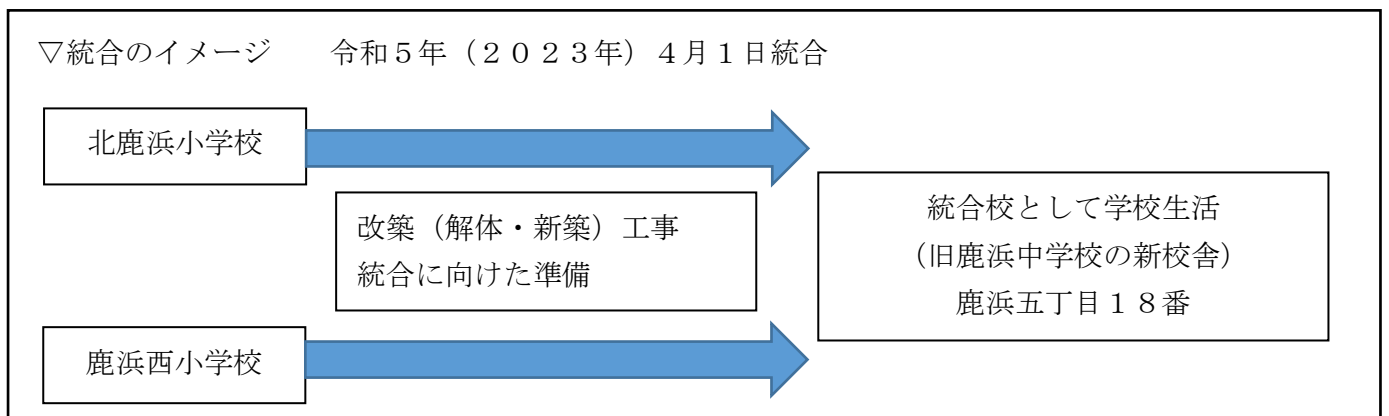 ▽統合のイメージ　　令和５年（２０２３年）４月１日統合
北鹿浜小学校
改築（解体・新築）工事
統合に向けた準備
統合校として学校生活
（旧鹿浜中学校の新校舎）
鹿浜五丁目１８番
鹿浜西小学校